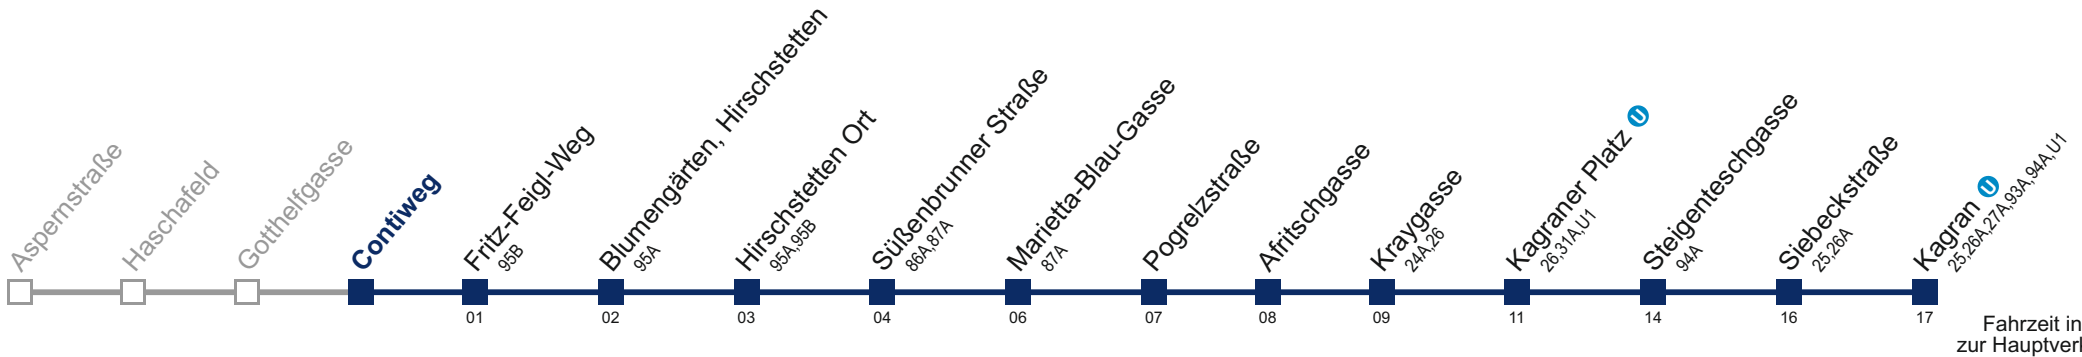 Aspernstraße
Haschafeld
Gotthelfgasse
Contiweg
Fritz-Feigl-Weg
95B
Blumengärten, Hirschstetten
95A
Hirschstetten Ort
95A,95B
Süßenbrunner Straße
86A,87A
Marietta-Blau-Gasse
87A
Pogrelzstraße
Afritschgasse
Kraygasse
24A,26
Kagraner Platz U
26,31A,U1
Steigenteschgasse
94A
Siebeckstraße
25,26A
Kagran U
25,26A,27A,93A,94A,U1
01 02 03 04 06 07 08 09 11 14 16 17
Fahrzeit in
zur Hauptverl